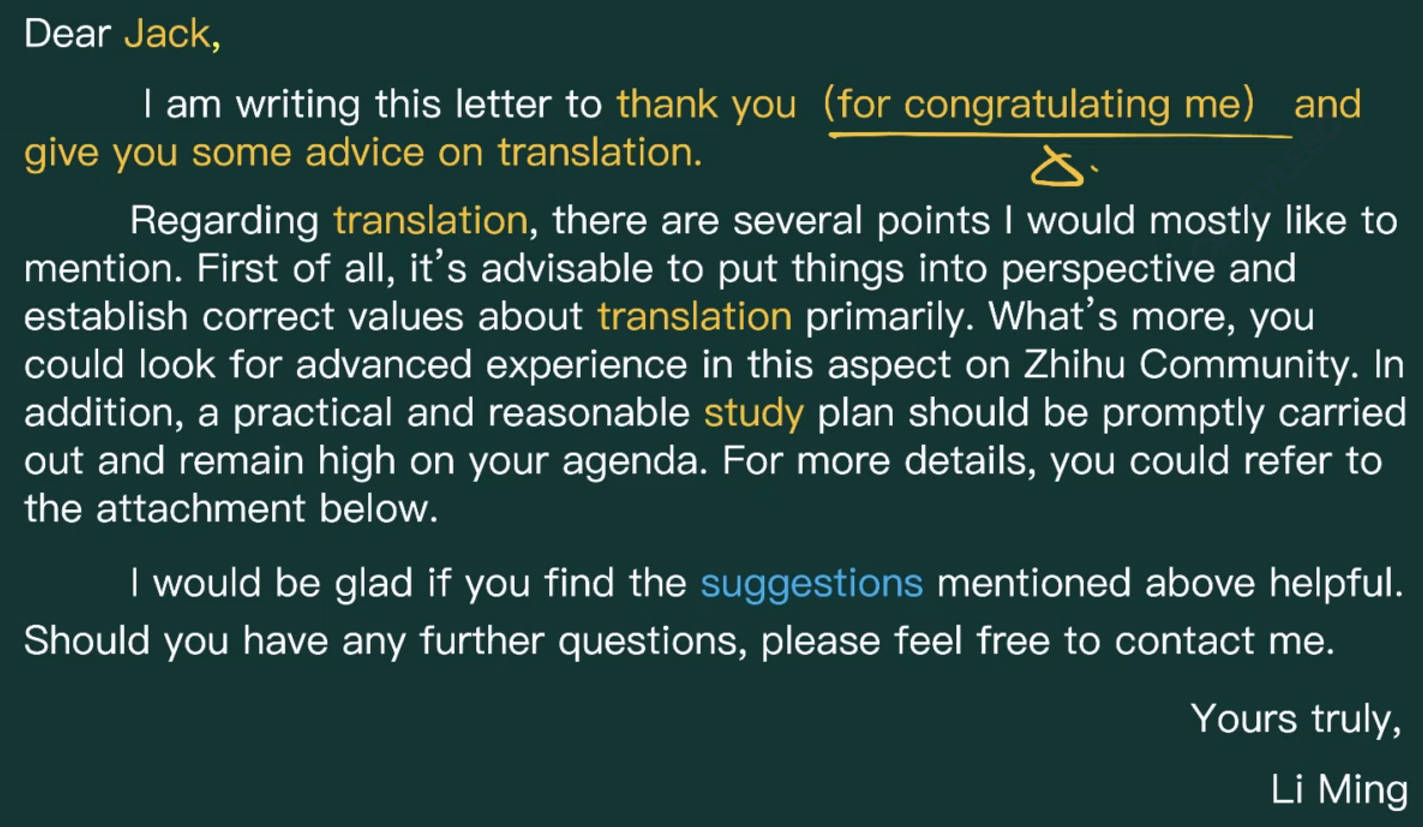 Dear Jack,
I am writing this letter to thank you（for congratulating me） and
give you some advice on translation.
Regarding translation, there are several points I would mostly like to
mention. First of all, it's advisable to put things into perspective and
establish correct values about translation primarily. What's more, you
could look for advanced experience in this aspect on Zhihu Community. In
addition, a practical and reasonable study plan should be promptly carried
out and remain high on your agenda. For more details, you could refer to
the attachment below.
I would be glad if you find the suggestions mentioned above helpful.
Should you have any further questions, please feel free to contact me.
Yours truly,
Li Ming